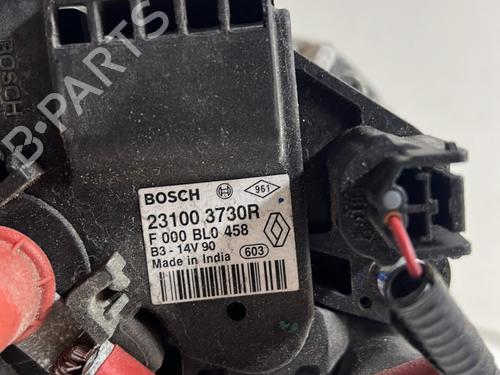 BOSCH
B-PARTS
BOSCH 961
23100 3730R
F 000 BL0 458
B3 - 14V 90
Made in India 603